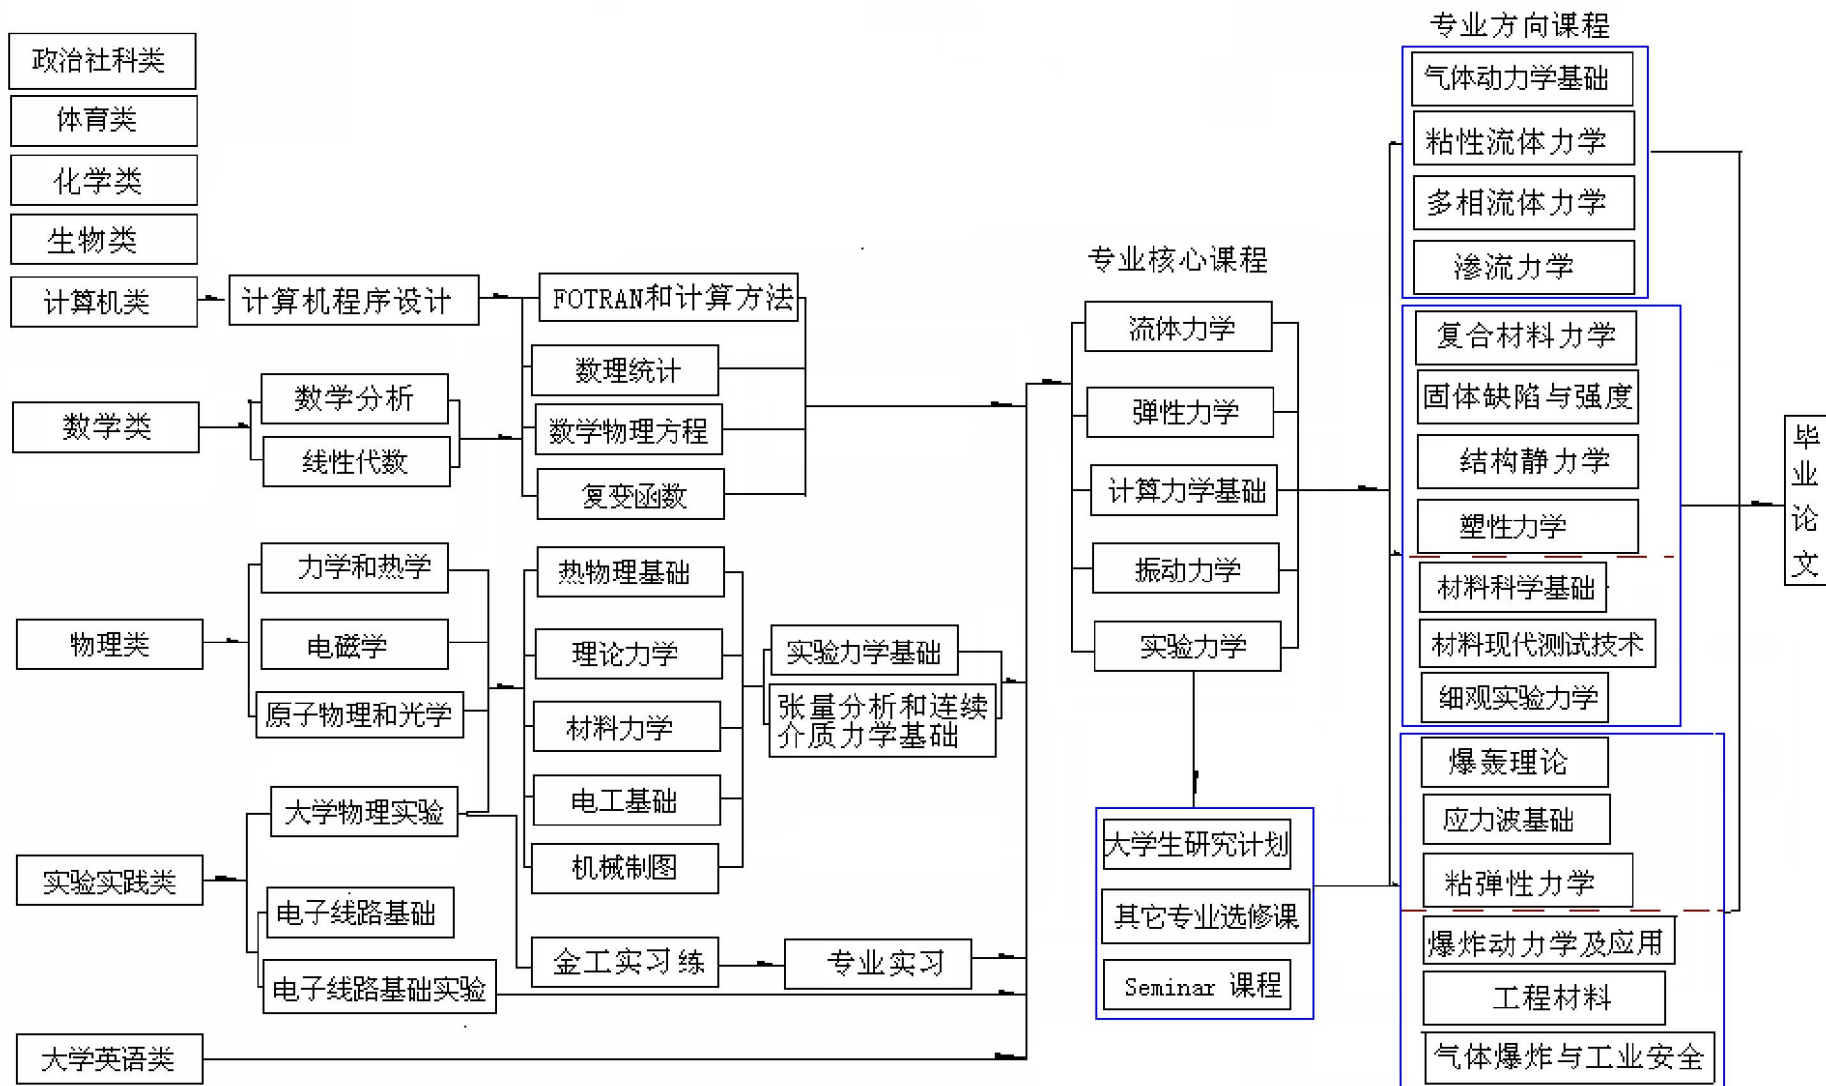 政治社科类
体育类
化学类
生物类
计算机类
计算机程序设计
FOTRAN和计算方法
数理统计
数学类
数学分析
线性代数
数学物理方程
复变函数
物理类
力学和热学
电磁学
原子物理和光学
热物理基础
理论力学
材料力学
电工基础
机械制图
实验力学基础
张量分析和连续
介质力学基础
实验实践类
大学物理实验
电子线路基础
电子线路基础实验
金工实习练
专业实习
大学英语类
专业核心课程
流体力学
弹性力学
计算力学基础
振动力学
实验力学
大学生研究计划
其它专业选修课
Seminar 课程
专业方向课程
气体动力学基础
粘性流体力学
多相流体力学
渗流力学
复合材料力学
固体缺陷与强度
结构静力学
塑性力学
材料科学基础
材料现代测试技术
细观实验力学
爆轰理论
应力波基础
粘弹性力学
爆炸动力学及应用
工程材料
气体爆炸与工业安全
毕业论文